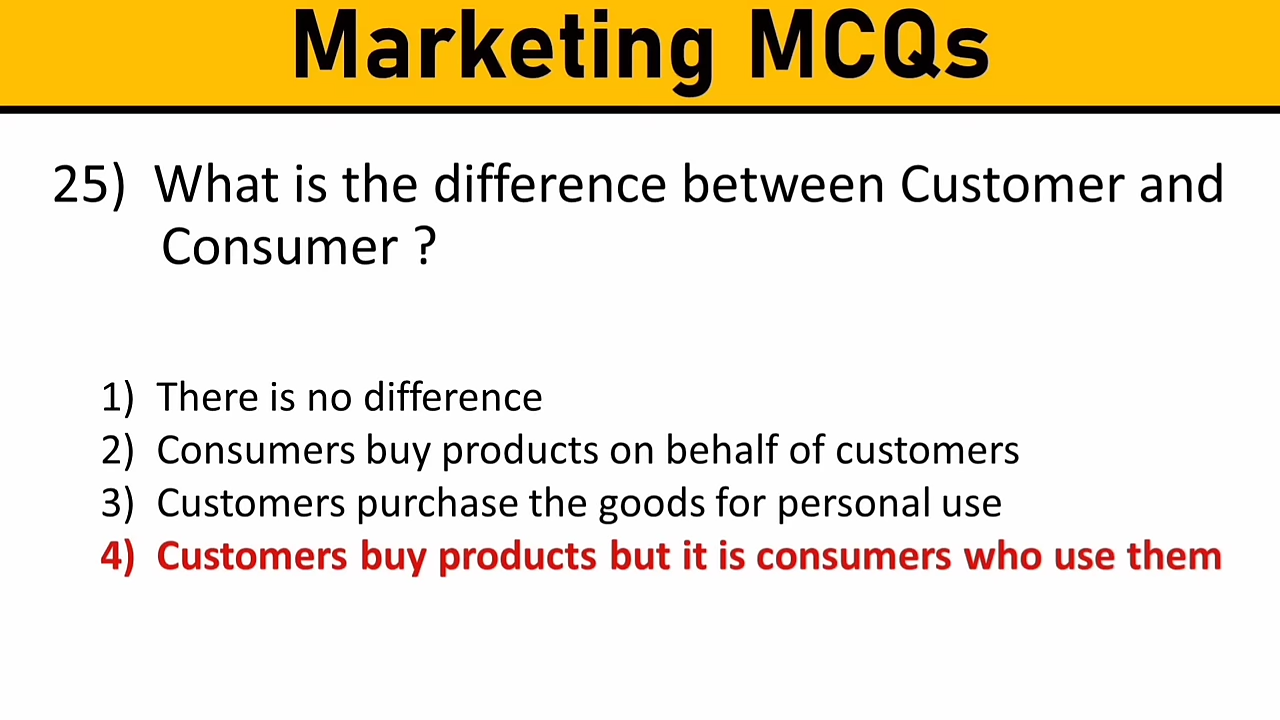 Marketing MCQs
25) What is the difference between Customer and
Consumer ?
1) There is no difference
2) Consumers buy products on behalf of customers
3) Customers purchase the goods for personal use
4) Customers buy products but it is consumers who use them